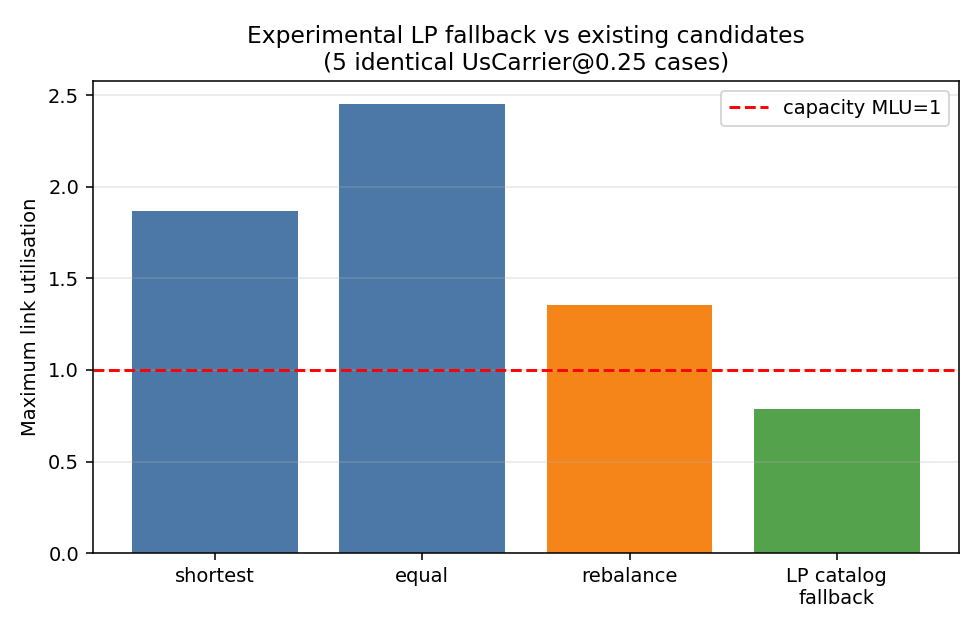 Experimental LP fallback vs existing candidates
(5 identical UsCarrier@0.25 cases)
capacity MLU=1
Maximum link utilisation
2.5
2.0
1.5
1.0
0.5
0.0
shortest
equal
rebalance
LP catalog
fallback